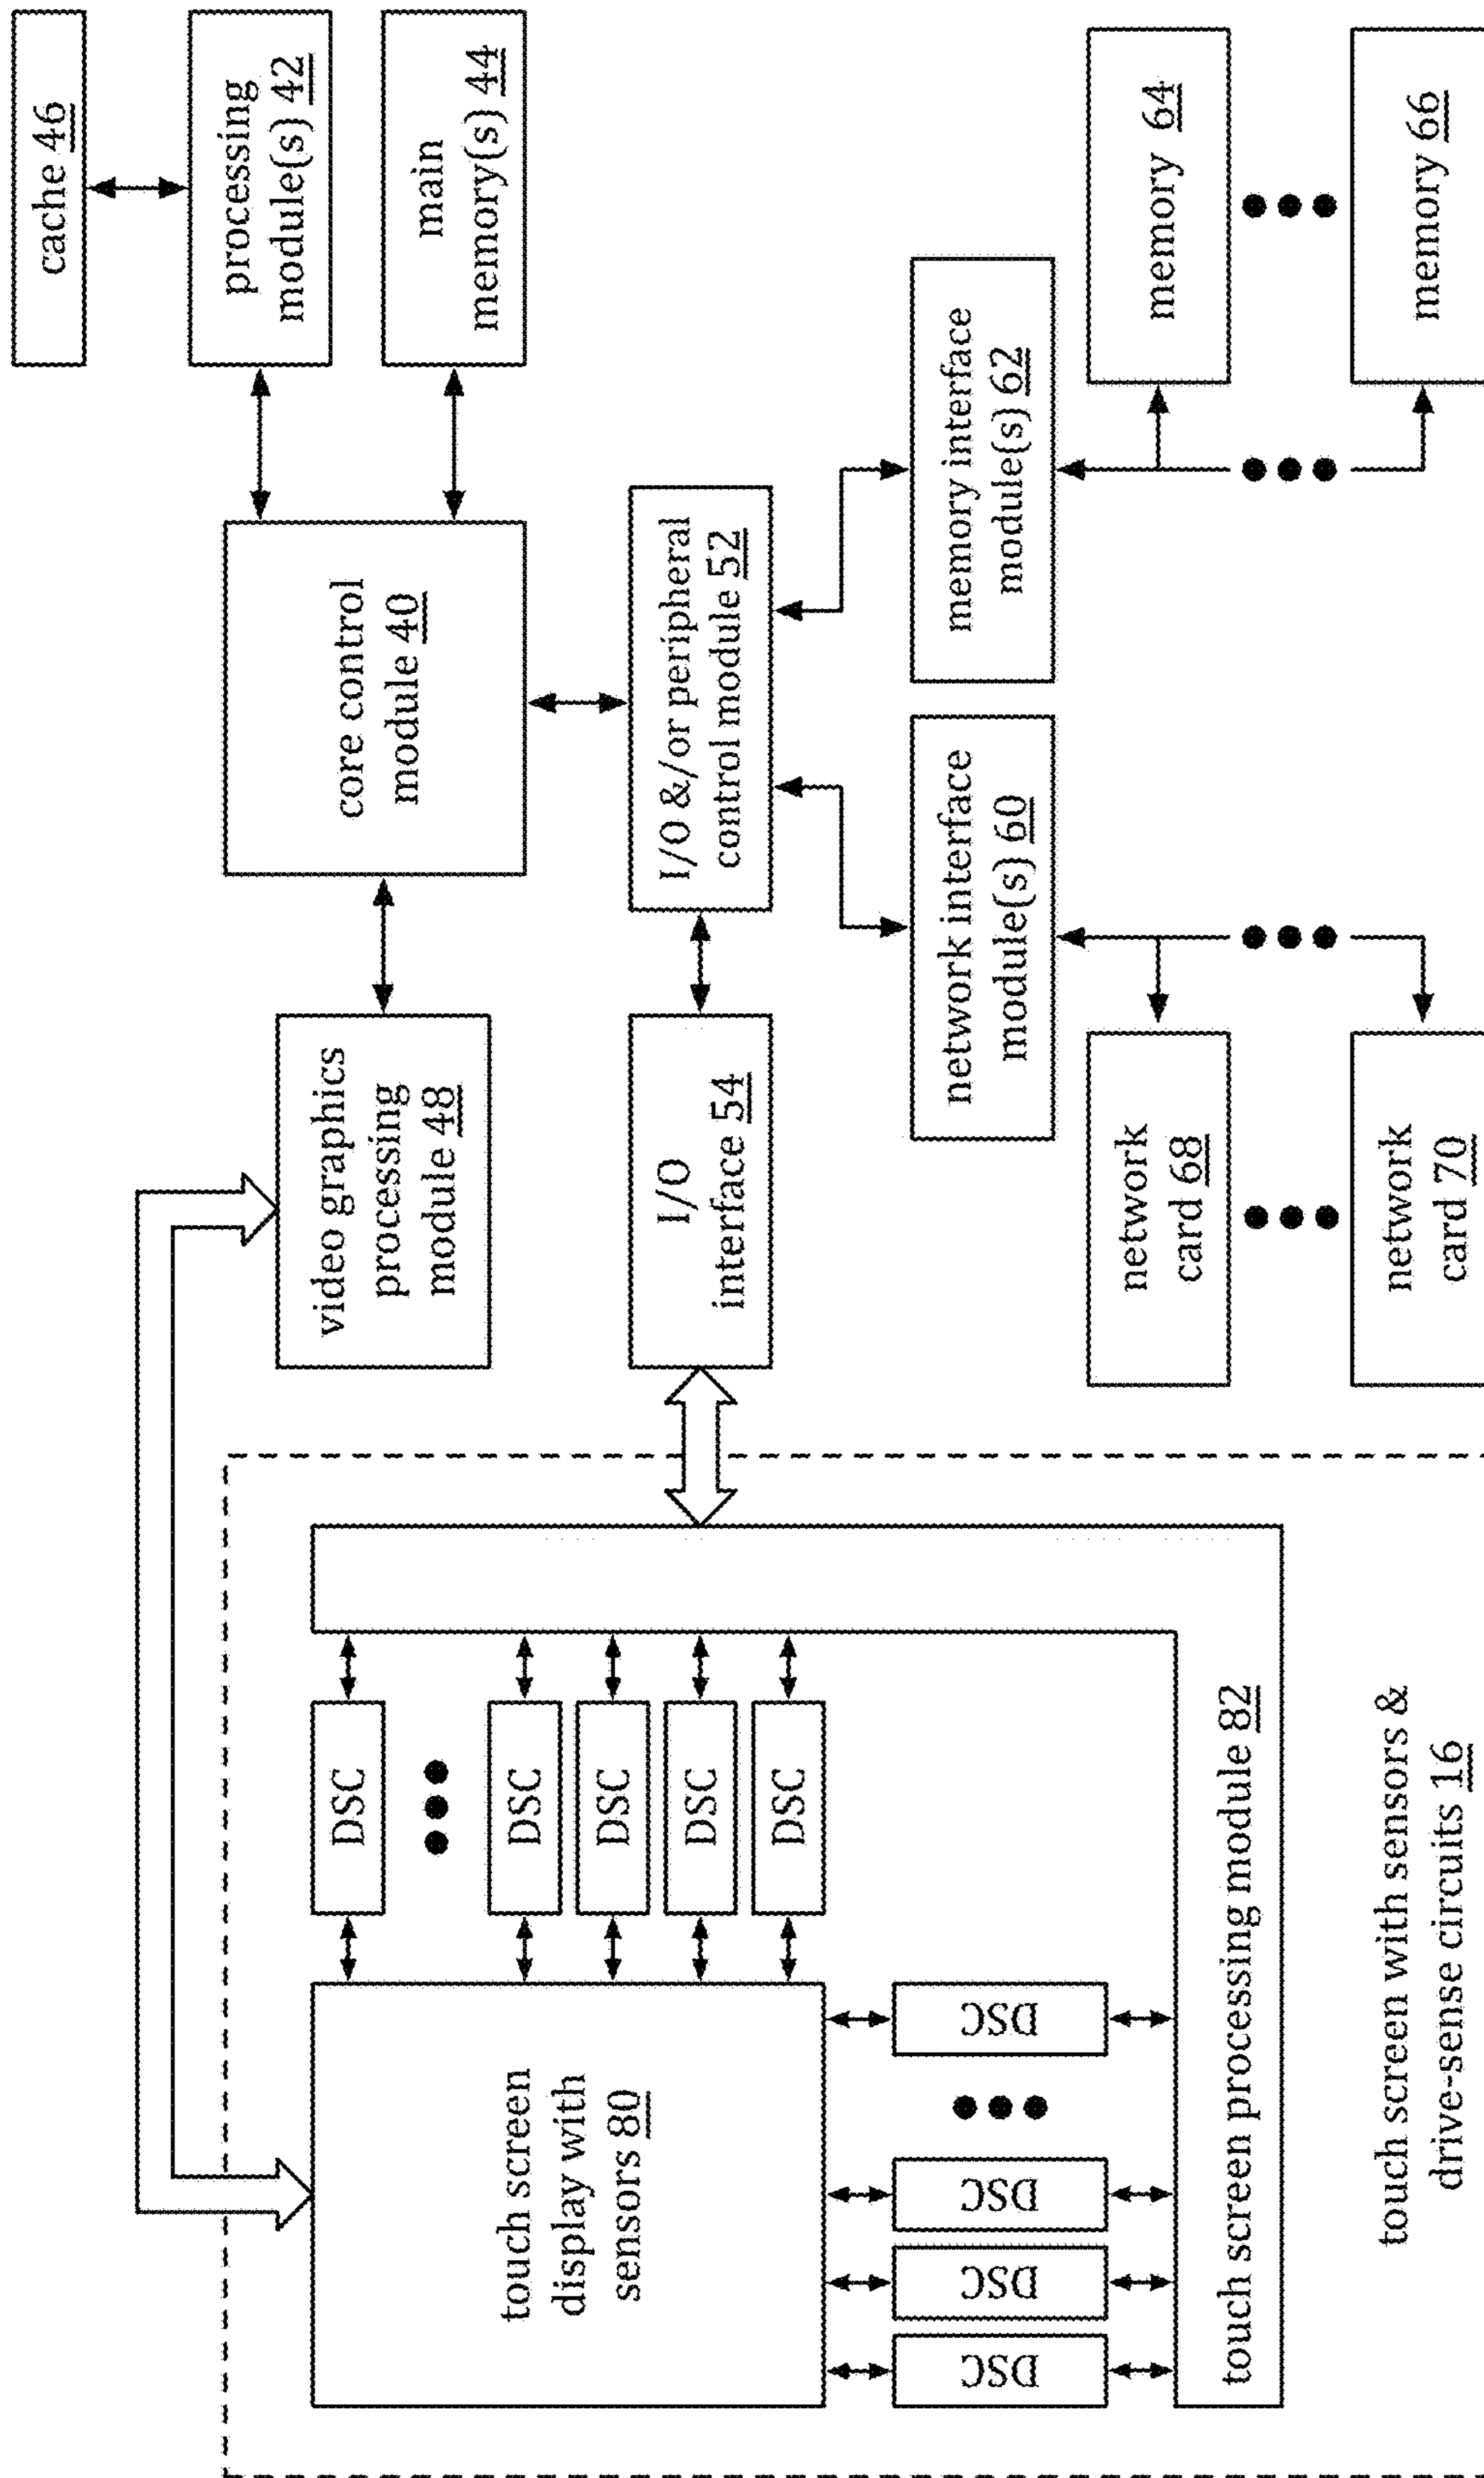 cache 46
processing
module(s) 42
main
memory(s) 44
core control
module 40
video graphics
processing
module 48
I/O &/or peripheral
control module 52
I/O
interface 54
memory interface
module(s) 62
network interface
module(s) 60
memory 64
memory 66
network
card 68
network
card 70
DSC
DSC
DSC
DSC
DSC
touch screen
display with
sensors 80
DSC
DSC
DSC
DSC
touch screen processing module 82
touch screen with sensors &
drive-sense circuits 16